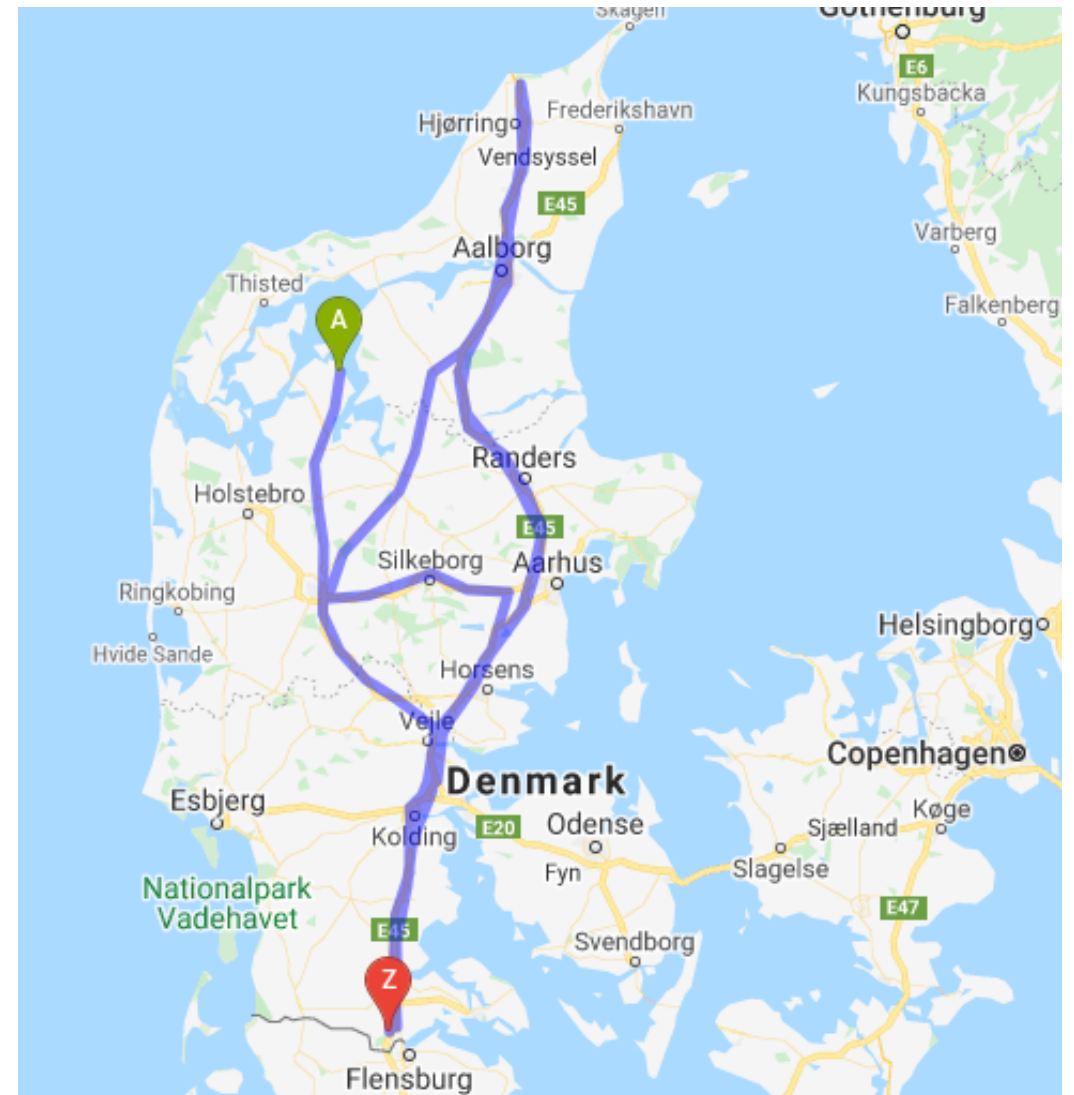 Skagen
Gothenburg
E6
Kungsbacka
Hjørring
Frederikshavn
Vendsyssel
E45
Varberg
Aalborg
Thisted
Falkenberg
A
Randers
Holstebro
E45
Silkeborg
Aarhus
Ringkobing
Helsingborg
Hvide Sande
Horsens
Vejle
Copenhagen
Denmark
Esbjerg
Køge
Kolding
E20
Odense
Sjælland
Fyn
Slagelse
Nationalpark
Vadehavet
E47
E45
Svendborg
Z
Flensburg